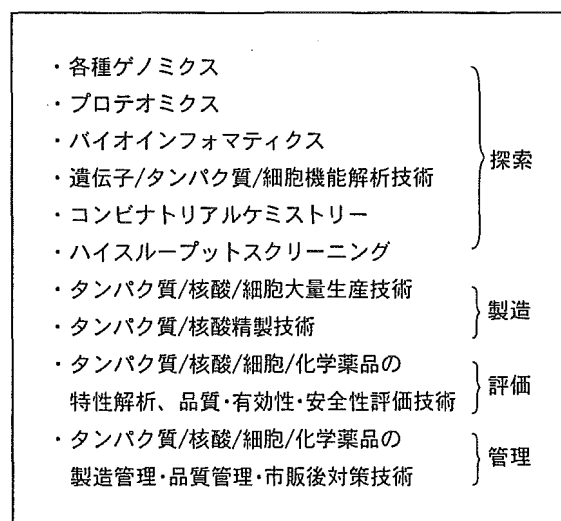 ・各種ゲノミクス
・プロテオミクス
・バイオインフォマティクス
・遺伝子/タンパク質/細胞機能解析技術
・コンビナトリアルケミストリー
・ハイスループットスクリーニング
探索
・タンパク質/核酸/細胞大量生産技術
・タンパク質/核酸精製技術
製造
・タンパク質/核酸/細胞/化学薬品の
特性解析、品質・有効性・安全性評価技術
評価
・タンパク質/核酸/細胞/化学薬品の
製造管理・品質管理・市販後対策技術
管理